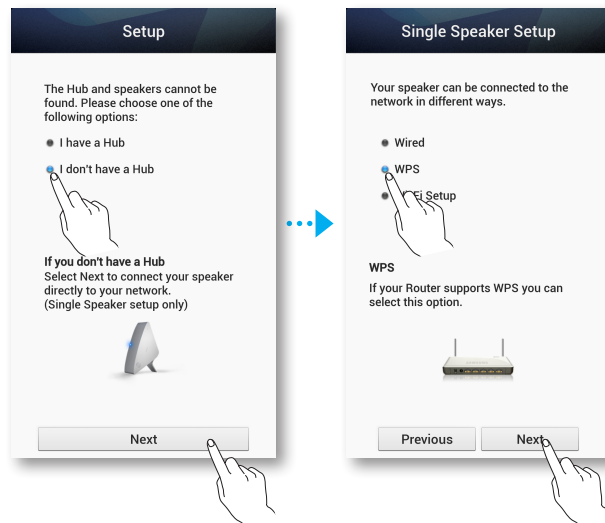 Setup
The Hub and speakers cannot be
found. Please choose one of the
following options:
I have a Hub
I don't have a Hub
If you don't have a Hub
Select Next to connect your speaker
directly to your network.
(Single Speaker setup only)
Next
Single Speaker Setup
Your speaker can be connected to the
network in different ways.
Wired
WPS
Setup
WPS
If your Router supports WPS you can
select this option.
Previous
Next